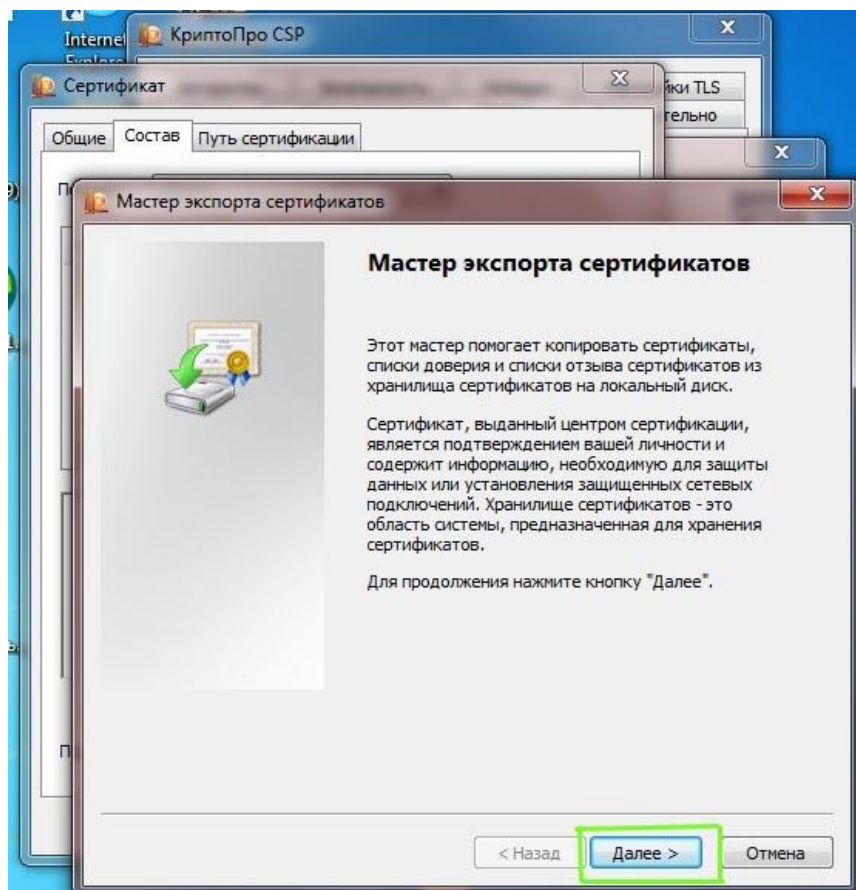 Internet
КриптоПро CSP
Explorer
Сертификат
йки TLS
тельно
Общие Состав Путь сертификации
Мастер экспорта сертификатов
Мастер экспорта сертификатов
Этот мастер помогает копировать сертификаты,
списки доверия и списки отзыва сертификатов из
хранилища сертификатов на локальный диск.
Сертификат, выданный центром сертификации,
является подтверждением вашей личности и
содержит информацию, необходимую для защиты
данных или установления защищенных сетевых
подключений. Хранилище сертификатов - это
область системы, предназначенная для хранения
сертификатов.
Для продолжения нажмите кнопку "Далее".
< Назад Далее > Отмена